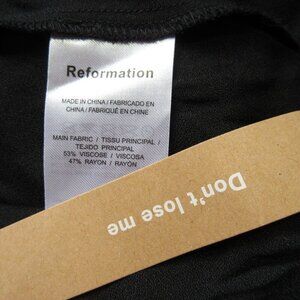 Reformation
MADE IN CHINA / FABRICADO EN
CHINA / FABRIQUÉ EN CHINE
MAIN FABRIC / TISSU PRINCIPAL /
TEJIDO PRINCIPAL
53% VISCOSE / VISCOSA
47% RAYON / RAYÓN
Don't lose me